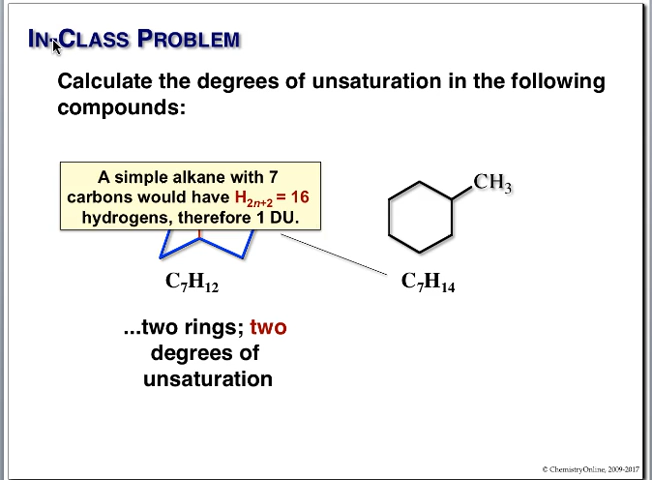 IN-CLASS PROBLEM
Calculate the degrees of unsaturation in the following
compounds:
A simple alkane with 7
carbons would have H2n+2 = 16
hydrogens, therefore 1 DU.
CH3
C7H12
C7H14
...two rings; two
degrees of
unsaturation
© ChemistryOnline, 2009-2017